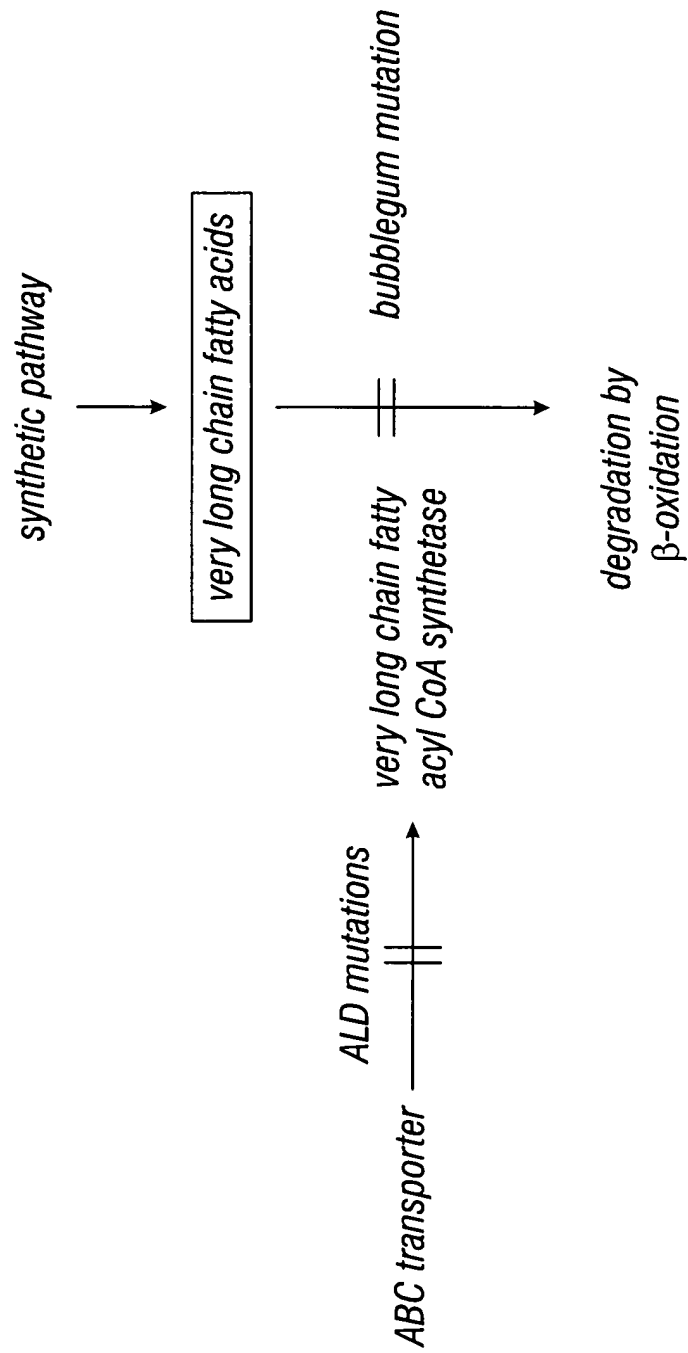 synthetic pathway
very long chain fatty acids
ALD mutations
ABC transporter
very long chain fatty
acyl CoA synthetase
bubblegum mutation
degradation by
β-oxidation